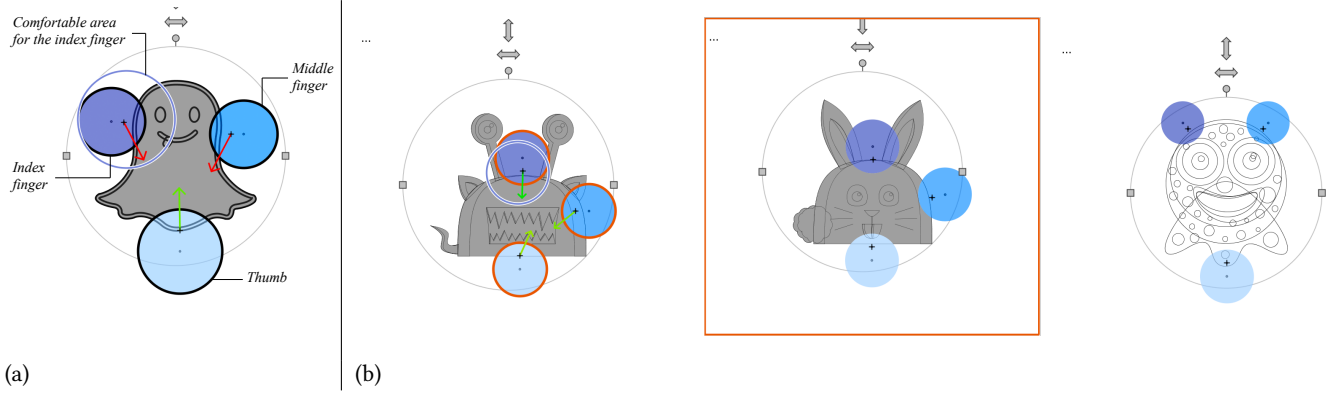 Comfortable area
for the index finger
Middle
finger
Index
finger
Thumb
(a)
...
...
...
(b)